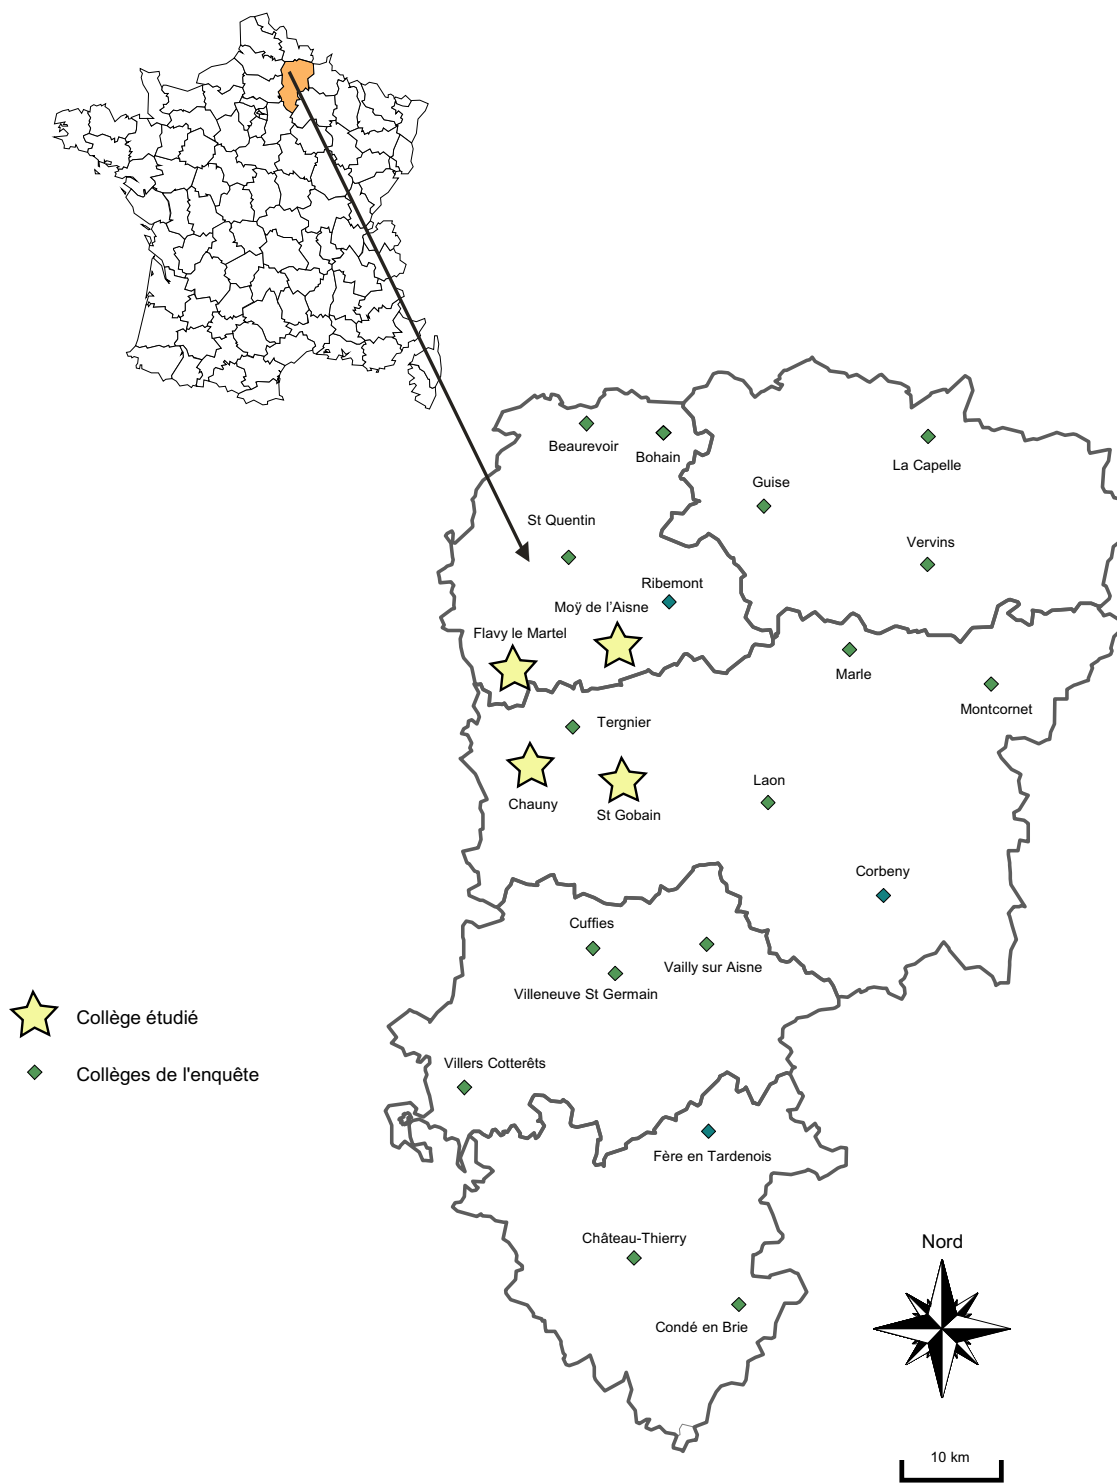 Beaurevoir
Bohain
La Capelle
Guise
St Quentin
Vervins
Ribemont
Moÿ de l'Aisne
Flavy le Martel
Marle
Montcornet
Tergnier
Laon
Chauny
St Gobain
Corbeny
Cuffies
Vailly sur Aisne
Villeneuve St Germain
Collège étudié
Villers Cotterêts
Collèges de l'enquête
Fère en Tardenois
Château-Thierry
Nord
Condé en Brie
10 km